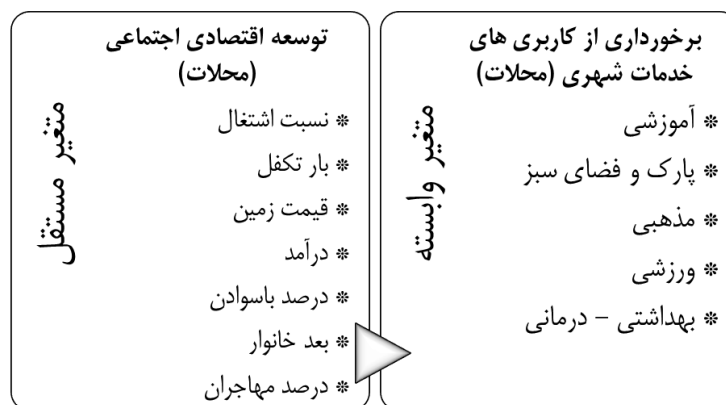 برخورداری از کاربری های
خدمات شهری (محلات)
متغیر وابسته
* آموزشی
* پارک و فضای سبز
* مذهبی
* ورزشی
* بهداشتی – درمانی
توسعه اقتصادی اجتماعی
(محلات)
متغیر مستقل
* نسبت اشتغال
* بار تکفل
* قیمت زمین
* درآمد
* درصد باسوادن
* بعد خانوار
* درصد مهاجران